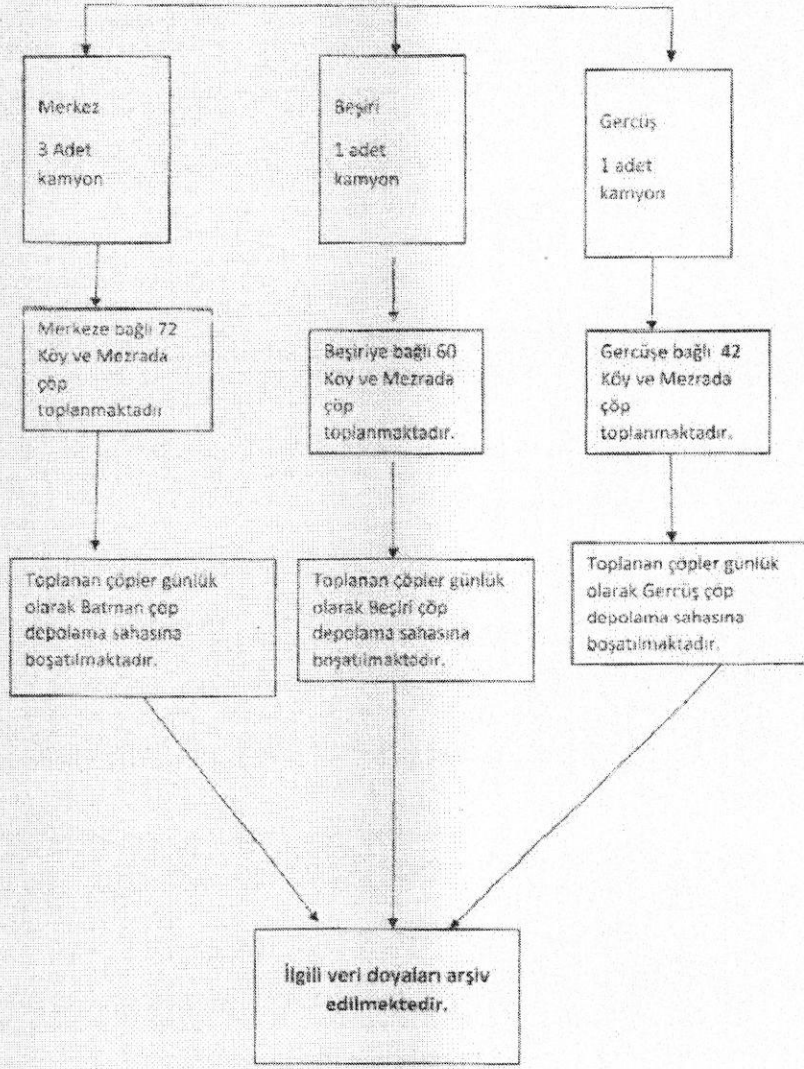 Merkez
3 Adet
kamyon
Beşiri
1 adet
kamyon
Gercüş
1 adet
kamyon
Merkeze bağlı 72
Köy ve Mezrada
çöp
toplanmaktadır
Beşiriye bağlı 60
Köy ve Mezrada
çöp
toplanmaktadır.
Gercüşe bağlı 42
Köy ve Mezrada
çöp
toplanmaktadır.
Toplanan çöpler günlük
olarak Batman çöp
depolama sahasına
boşatılmaktadır.
Toplanan çöpler günlük
olarak Beşiri çöp
depolama sahasına
boşatılmaktadır.
Toplanan çöpler günlük
olarak Gercüş çöp
depolama sahasına
boşatılmaktadır.
İlgili veri doyaları arşiv
edilmektedir.